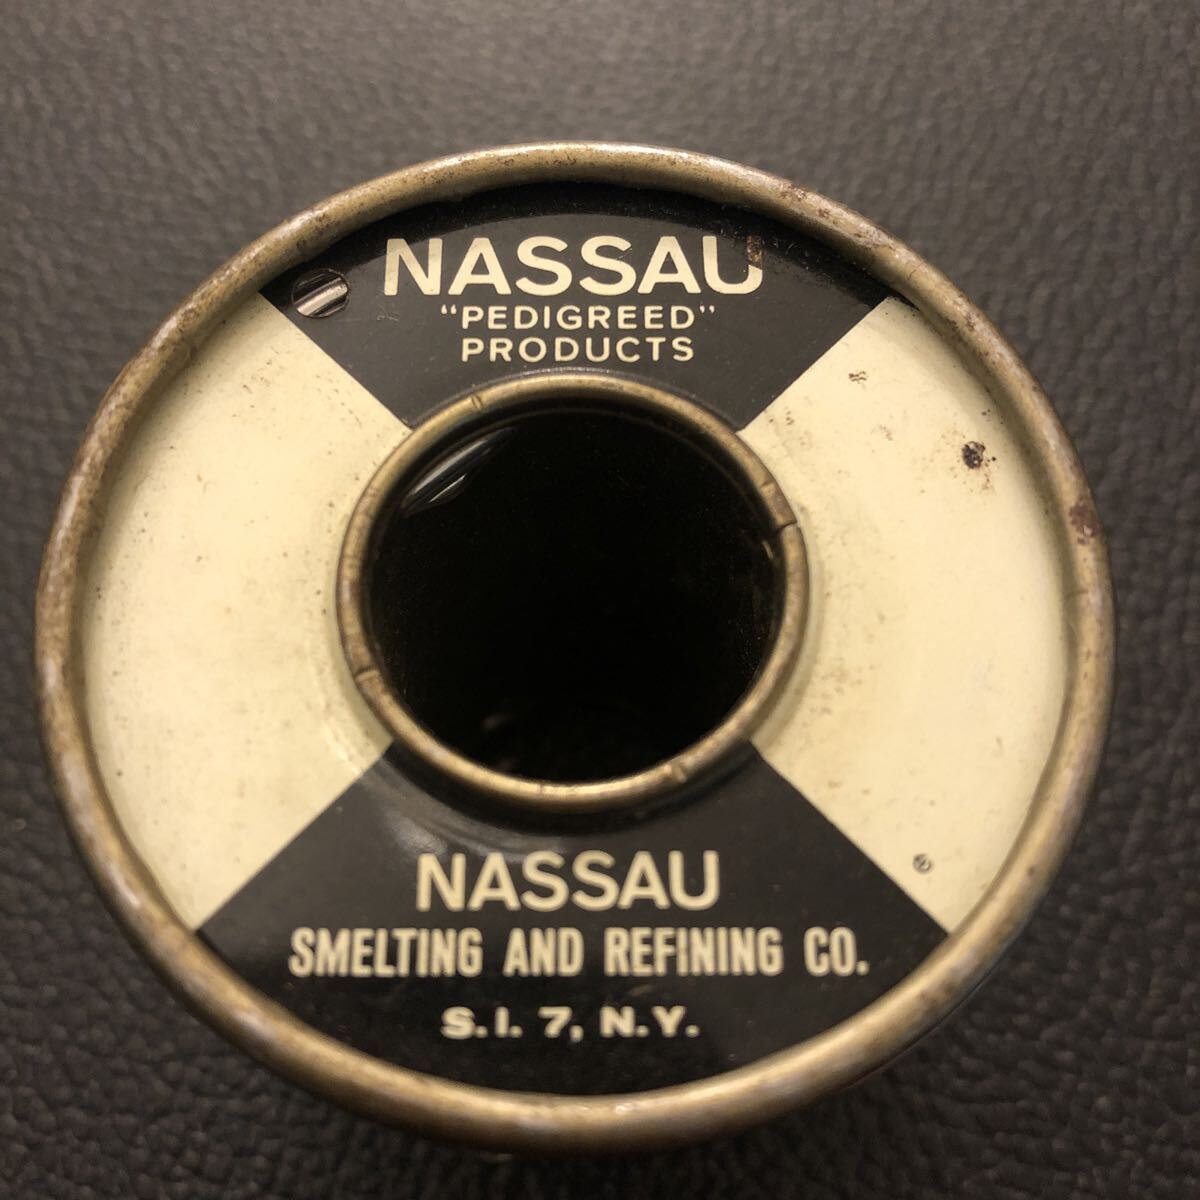 NASSAU
"PEDIGREED"
PRODUCTS
NASSAU
SMELTING AND REFINING CO.
S.I. 7, N.Y.